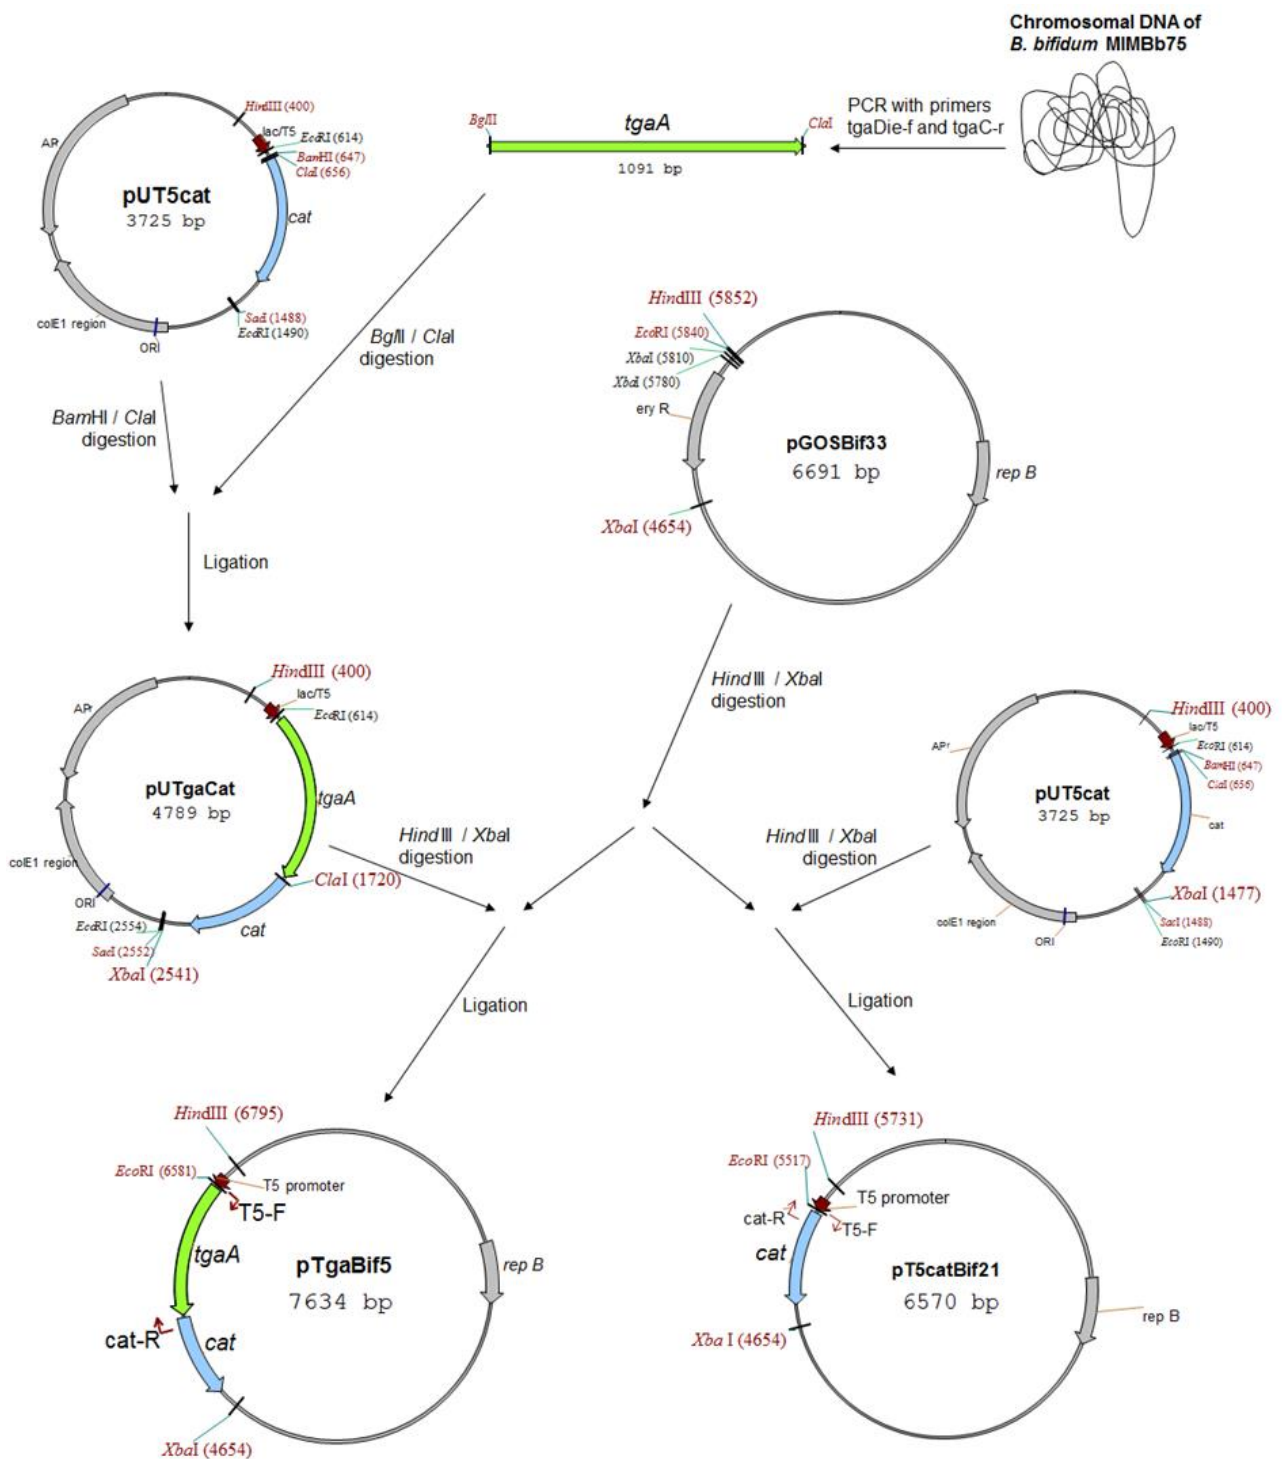 Chromosomal DNA of
B. bifidum MIMBb75
PCR with primers
tgaDie-f and tgaC-r
BglII
tgaA
ClaI
1091 bp
HindIII (400)
lac/T5
EcoRI (614)
BamHI (647)
ClaI (656)
AP
pUT5cat
3725 bp
cat
colE1 region
SacI (1488)
EcoRI (1490)
ORI
BglII / ClaI
digestion
BamHI / ClaI
digestion
Ligation
HindIII (5852)
EcoRI (5840)
XbaI (5810)
XbaI (5780)
ery R
pGOSBif33
6691 bp
rep B
XbaI (4654)
HindIII / XbaI
digestion
HindIII (400)
lac/T5
EcoRI (614)
APr
pUTgaCat
4789 bp
tgaA
colE1 region
ClaI (1720)
ORI
EcoRI (2554)
cat
SacI (2552)
XbaI (2541)
HindIII / XbaI
digestion
HindIII / XbaI
digestion
HindIII (400)
lac/T5
EcoRI (614)
BamHI (647)
ClaI (656)
APr
pUT5cat
3725 bp
cat
XbaI (1477)
SacI (1488)
EcoRI (1490)
colE1 region
ORI
Ligation
Ligation
HindIII (6795)
EcoRI (6581)
T5 promoter
T5-F
tgaA
pTgaBif5
7634 bp
rep B
cat-R
cat
XbaI (4654)
HindIII (5731)
EcoRI (5517)
T5 promoter
cat-R
T5-F
cat
pT5catBif21
6570 bp
rep B
Xba I (4654)